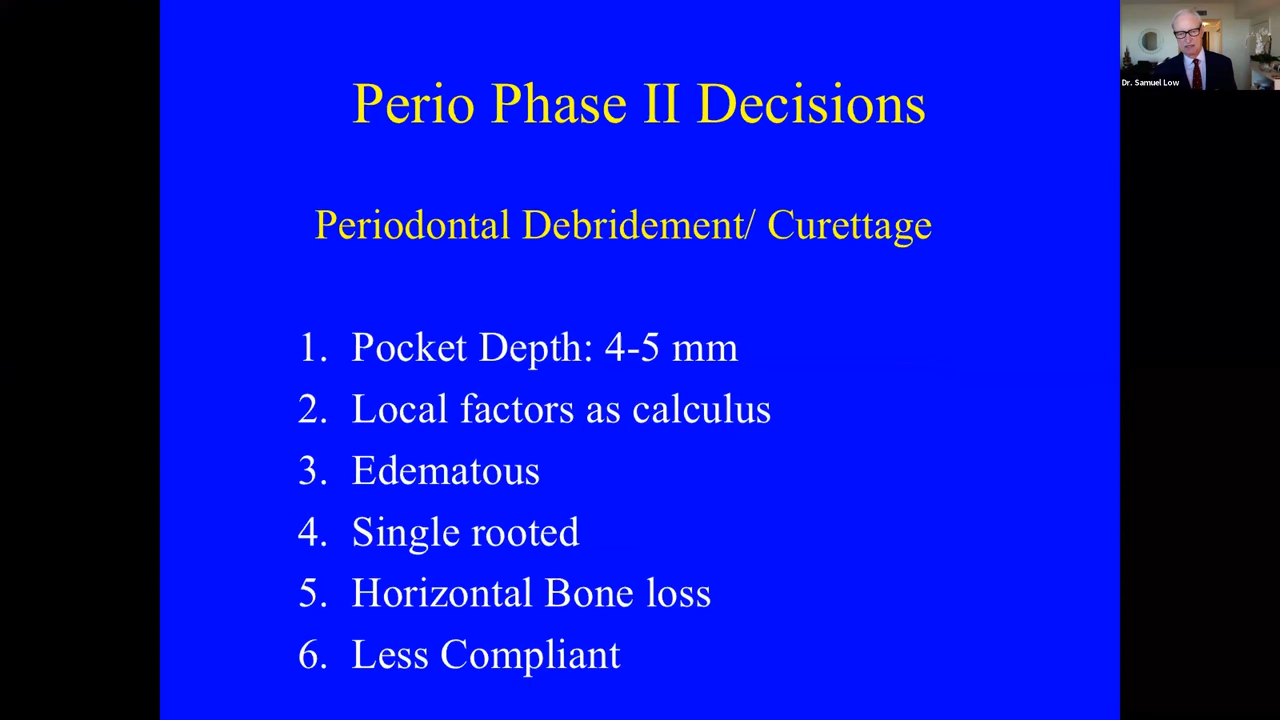 Perio Phase II Decisions
Periodontal Debridement/ Curettage
1. Pocket Depth: 4-5 mm
2. Local factors as calculus
3. Edematous
4. Single rooted
5. Horizontal Bone loss
6. Less Compliant
Dr. Samuel Low